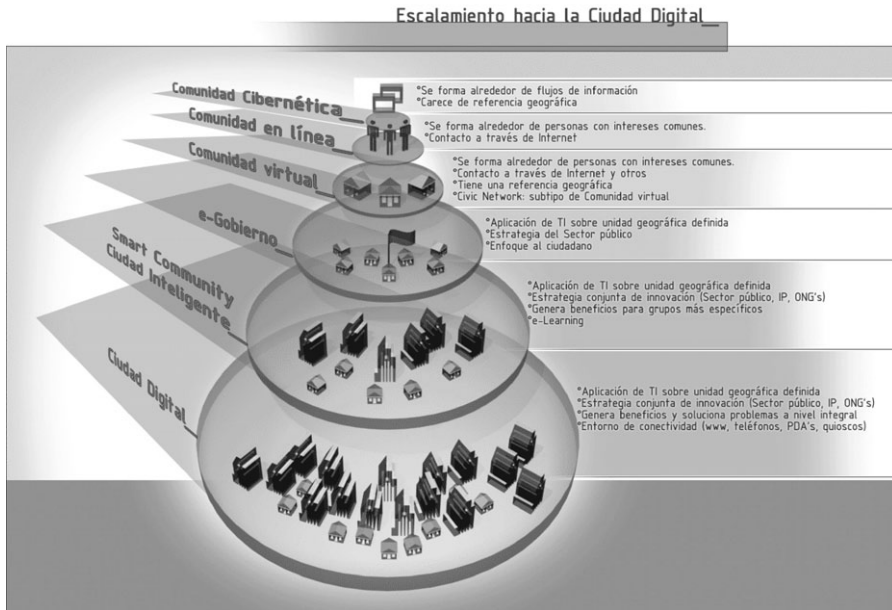 Escalamiento hacia la Ciudad Digital_
Comunidad Cibernética
°Se forma alrededor de flujos de información
°Carece de referencia geográfica
Comunidad en línea
°Se forma alrededor de personas con intereses comunes.
°Contacto a través de Internet
Comunidad virtual
°Se forma alrededor de personas con intereses comunes.
°Contacto a través de Internet y otros
°Tiene una referencia geográfica
°Civic Network: subtipo de Comunidad virtual
e-Gobierno
°Aplicación de TI sobre unidad geográfica definida
°Estrategia del Sector público
°Enfoque al ciudadano
Smart Community
Ciudad Inteligente
°Aplicación de TI sobre unidad geográfica definida
°Estrategia conjunta de innovación (Sector público, IP, ONG's)
°Genera beneficios para grupos más específicos
°e-Learning
Ciudad Digital
°Aplicación de TI sobre unidad geográfica definida
°Estrategia conjunta de innovación (Sector público, IP, ONG's)
°Genera beneficios y soluciona problemas a nivel integral
°Entorno de conectividad (www, teléfonos, PDA's, quioscos)